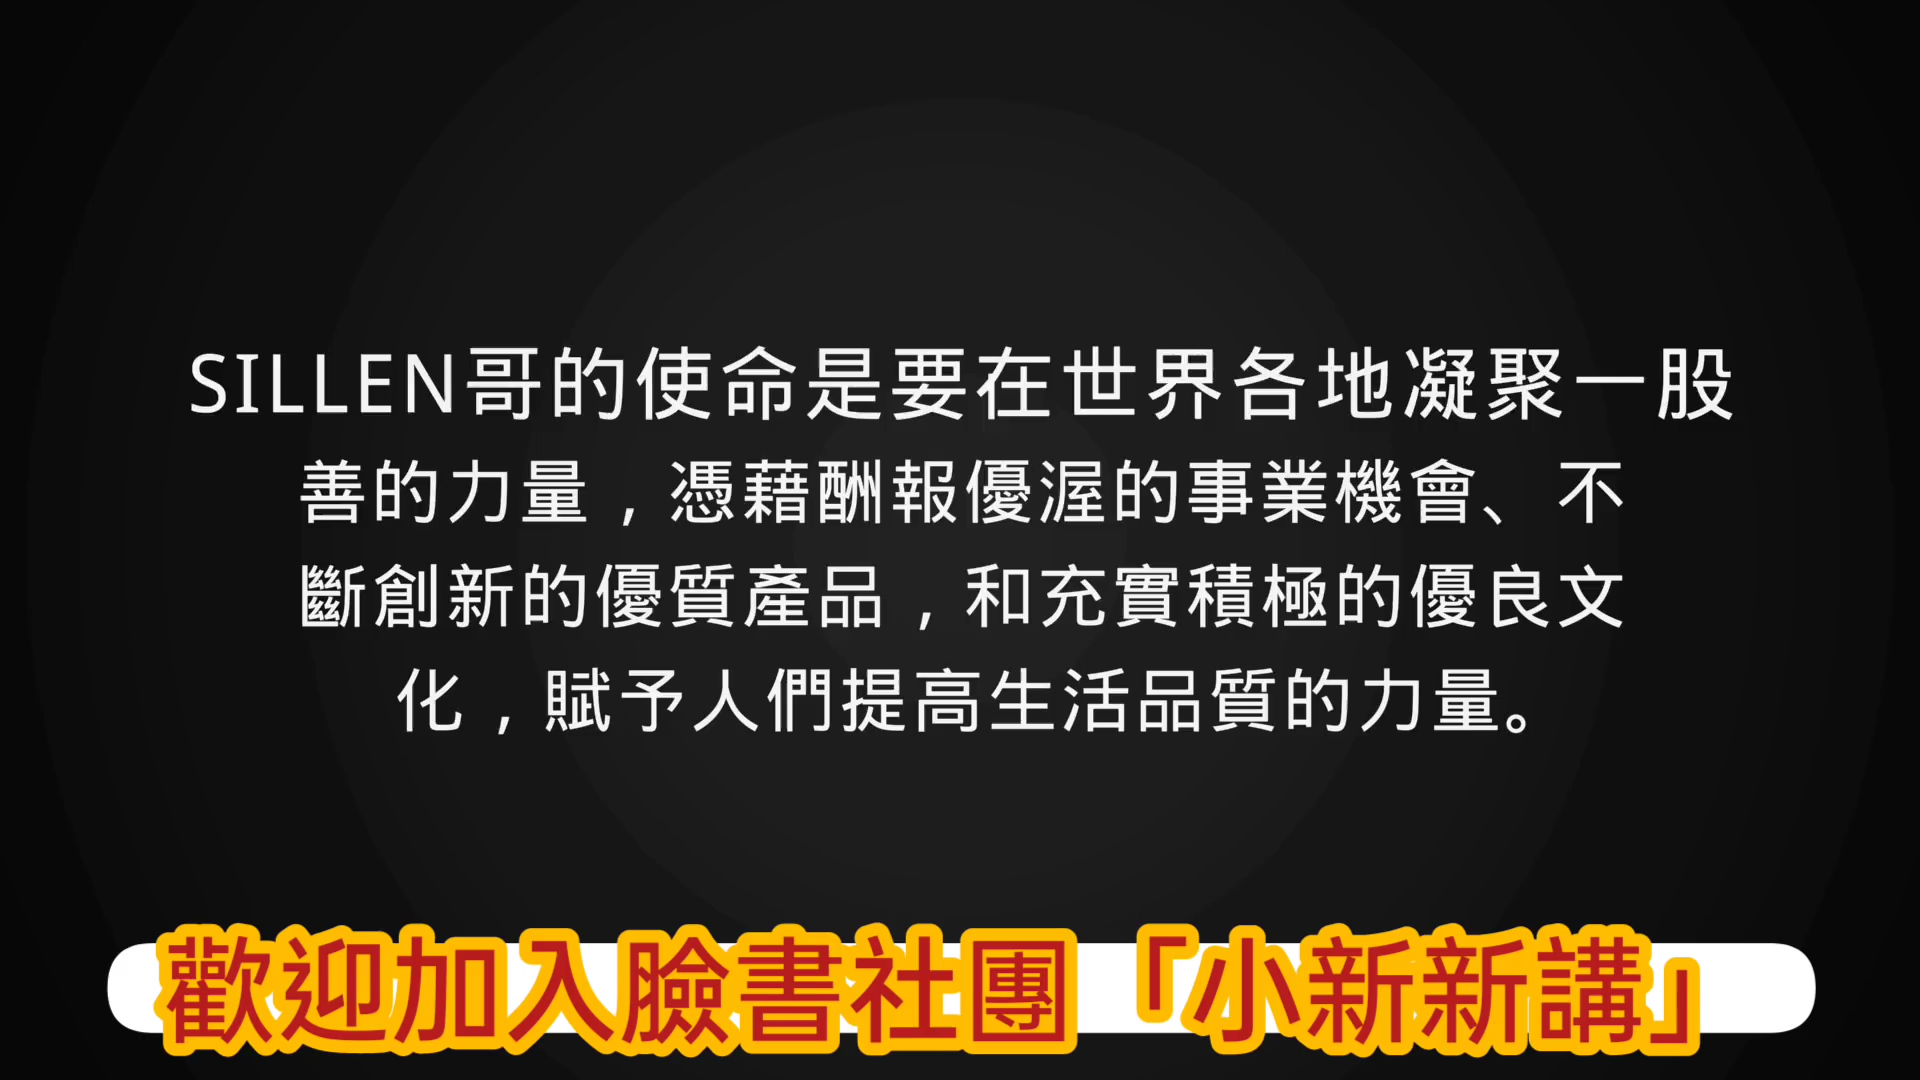 SILLEN哥的使命是要在世界各地凝聚一股
善的力量，憑藉酬報優渥的事業機會、不
斷創新的優質產品，和充實積極的優良文
化，賦予人們提高生活品質的力量。
歡迎加入臉書社團「小新新講」